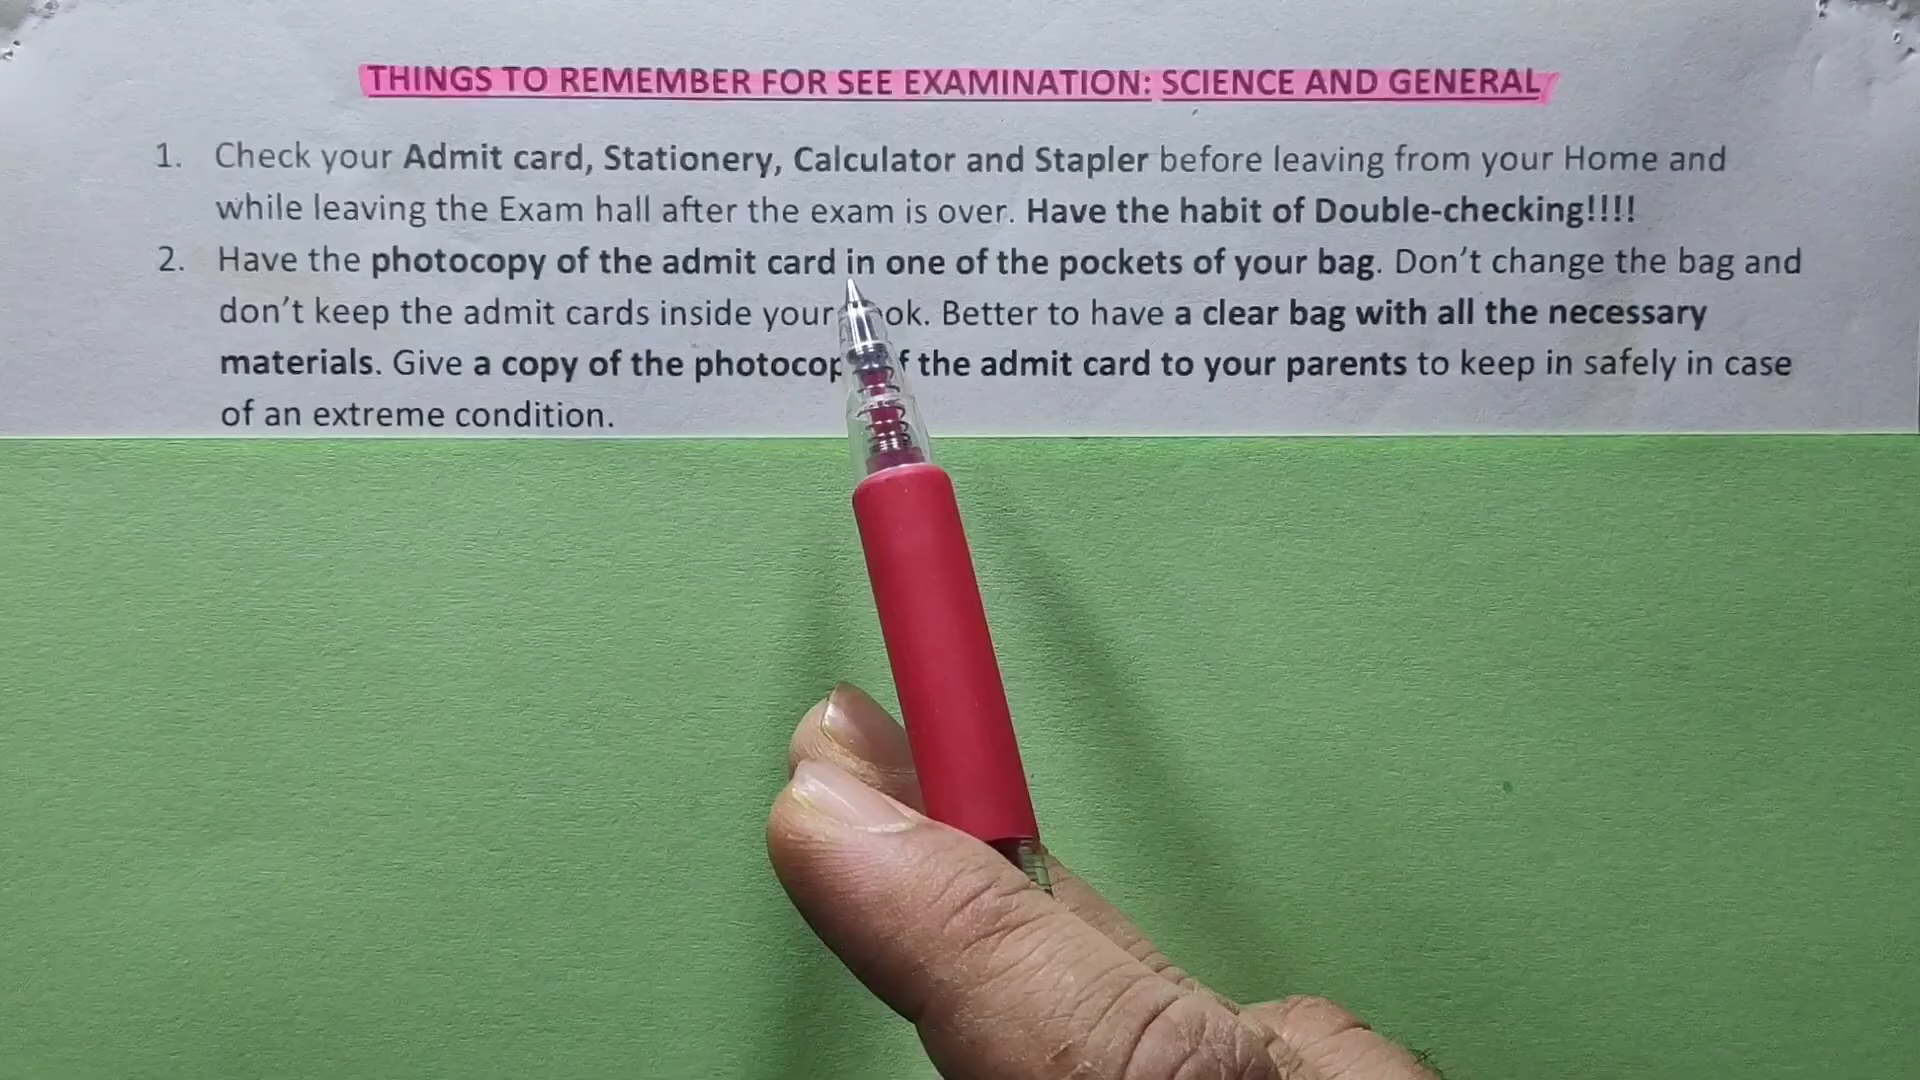 THINGS TO REMEMBER FOR SEE EXAMINATION: SCIENCE AND GENERAL
1. Check your Admit card, Stationery, Calculator and Stapler before leaving from your Home and
while leaving the Exam hall after the exam is over. Have the habit of Double-checking!!!!
2. Have the photocopy of the admit card in one of the pockets of your bag. Don't change the bag and
don't keep the admit cards inside your Better to have a clear bag with all the necessary
materials. Give a copy of the the admit card to your parents to keep in safely in case
of an extreme condition.